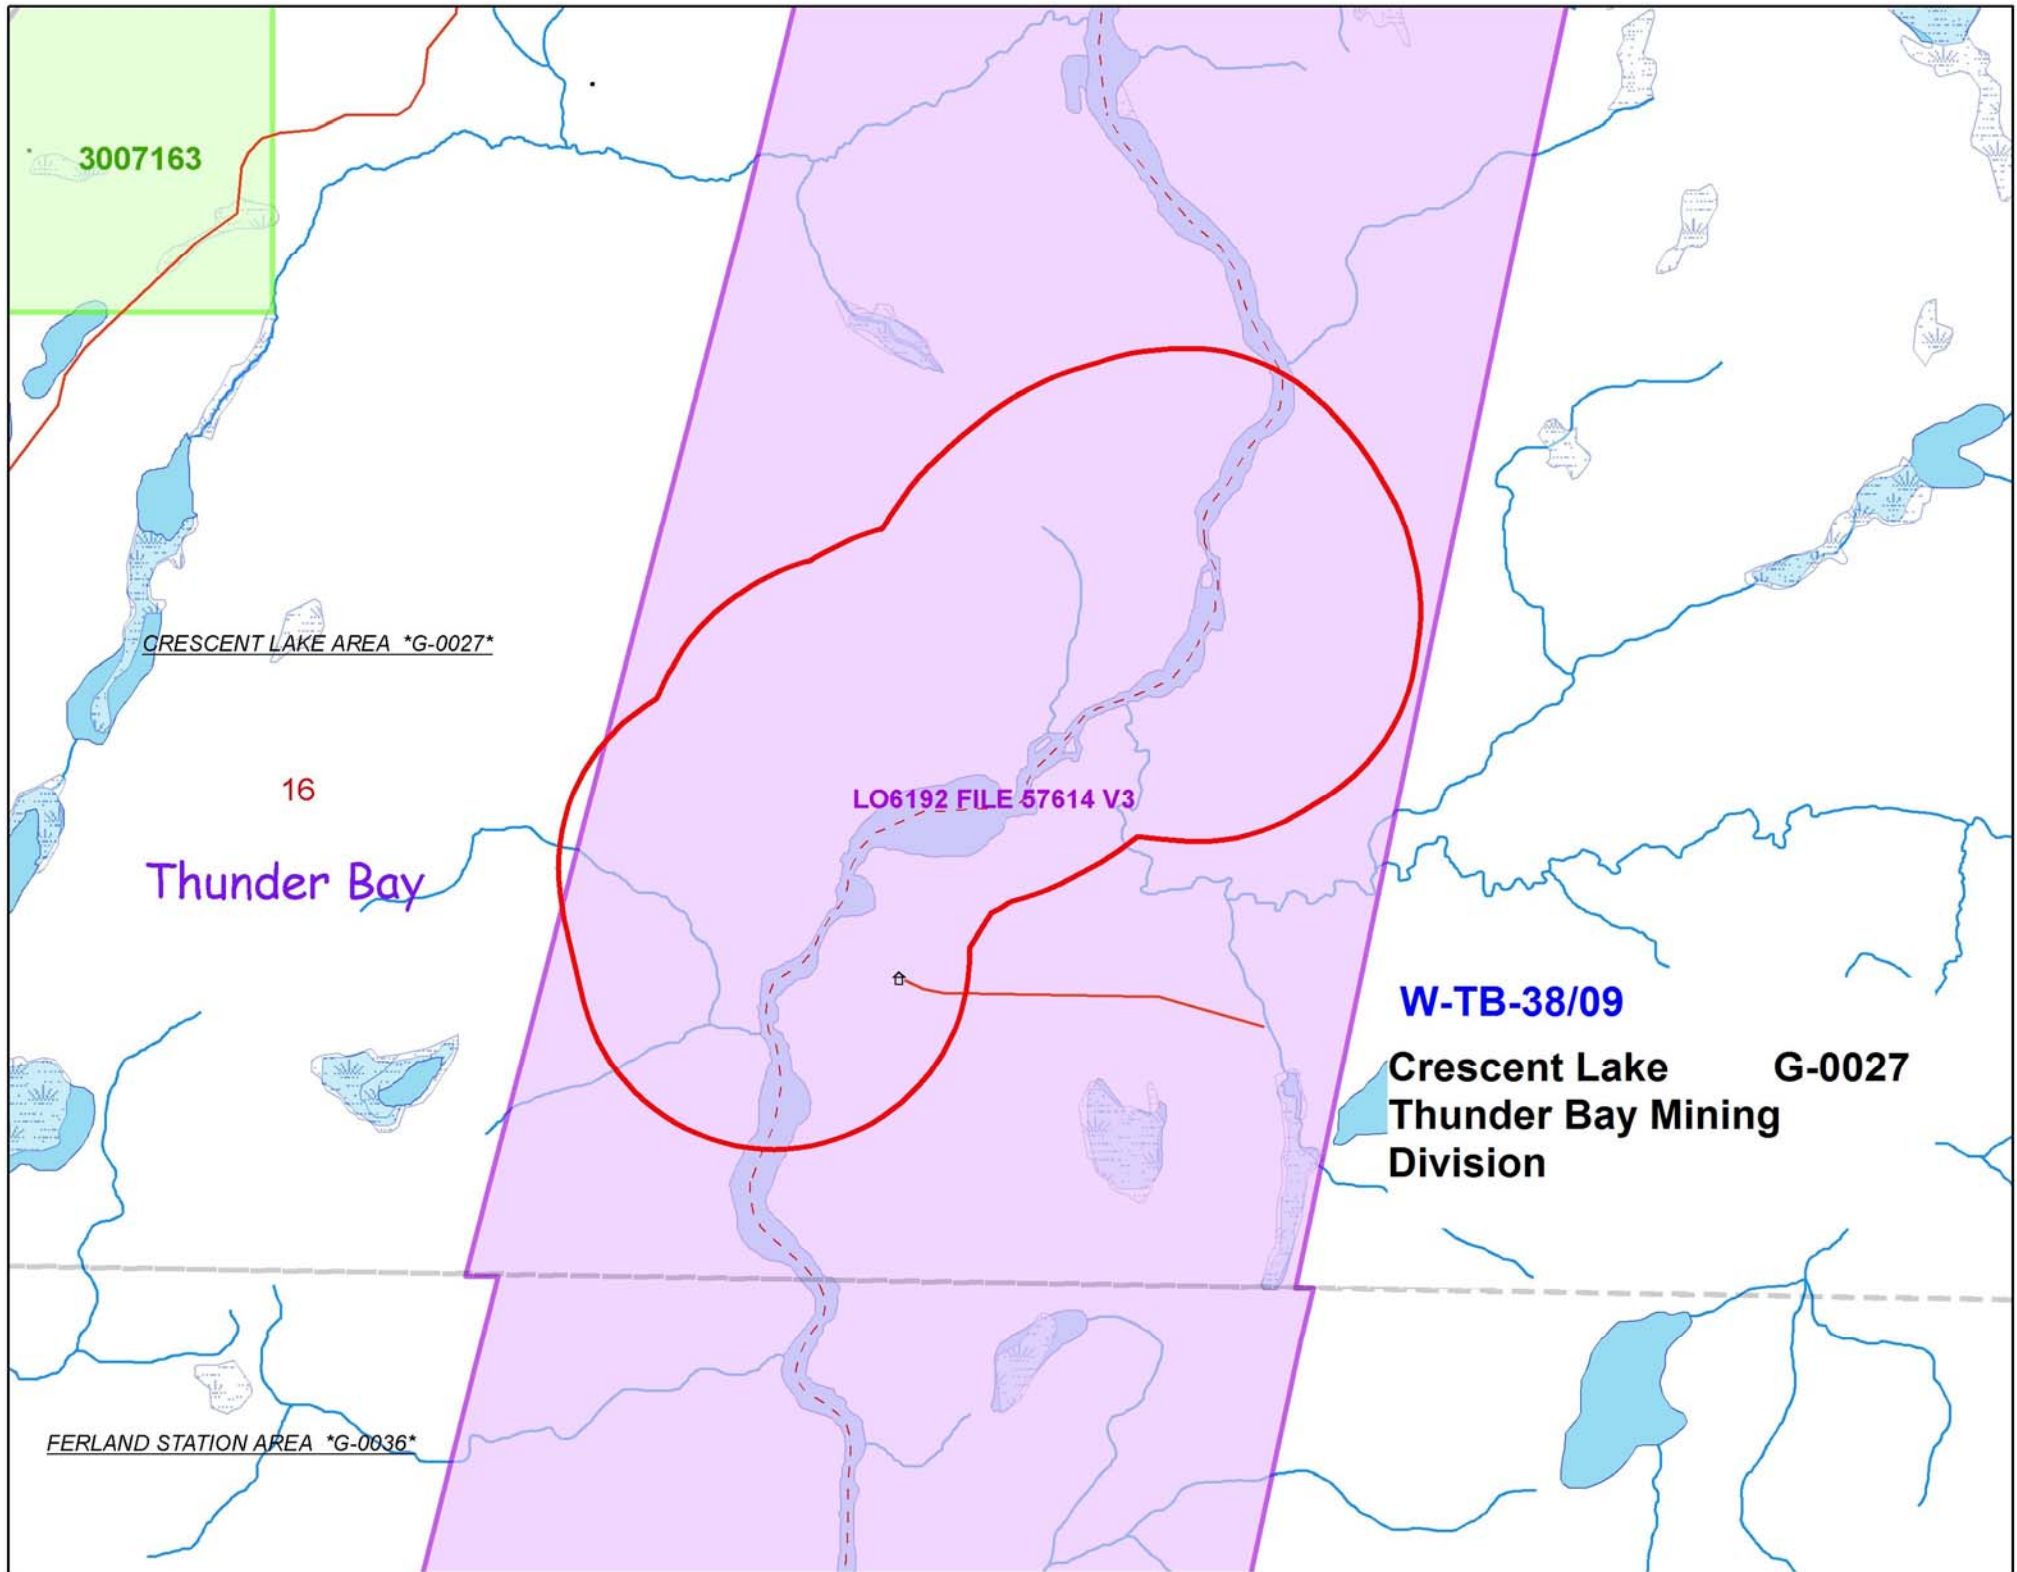 3007163
CRESCENT LAKE AREA *G-0027*
16
LO6192 FILE 57614 V3
Thunder Bay
W-TB-38/09
Crescent Lake G-0027
Thunder Bay Mining
Division
FERLAND STATION AREA *G-0036*